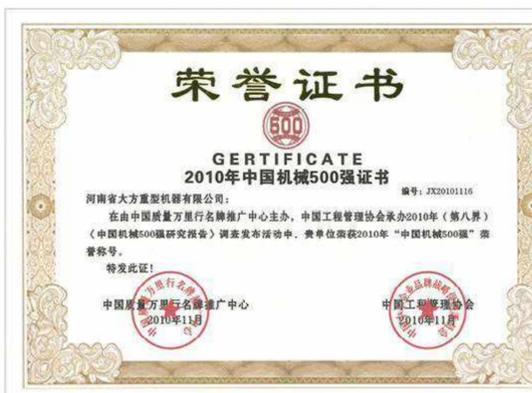 荣誉证书
500
GERTIFICATE
2010年中国机械500强证书
编号：JX20101116
河南省大方重型机器有限公司：
在由中国质量万里行名牌推广中心主办，中国工程管理协会承办2010年（第八界）
《中国机械500强研究报告》调查发布活动中，贵单位荣获2010年“中国机械500强”荣
誉称号。
特发此证！
中国质量万里行名牌推广中心
中国工程管理协会
2010年11月
2010年11月